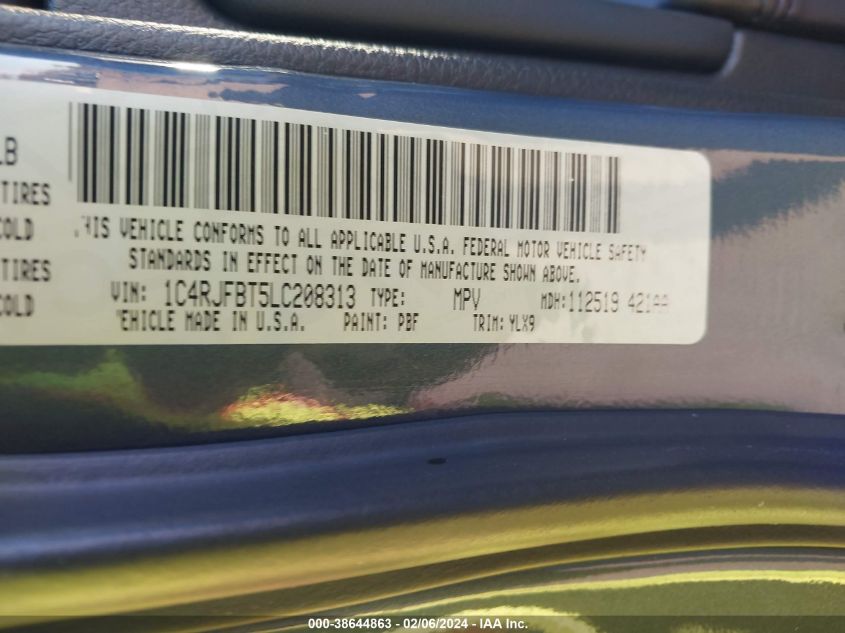 LB
TIRES
COLD
TIRES
COLD
HIS VEHICLE CONFORMS TO ALL APPLICABLE U.S.A. FEDERAL MOTOR VEHICLE SAFETY
STANDARDS IN EFFECT ON THE DATE OF MANUFACTURE SHOWN ABOVE.
VIN: 1C4RJFBT5LC208313 TYPE: MPV MDH:112519 421AA
EHICLE MADE IN U.S.A. PAINT: PBF TRIM: YLX9
000-38644863 - 02/06/2024 - IAA Inc.